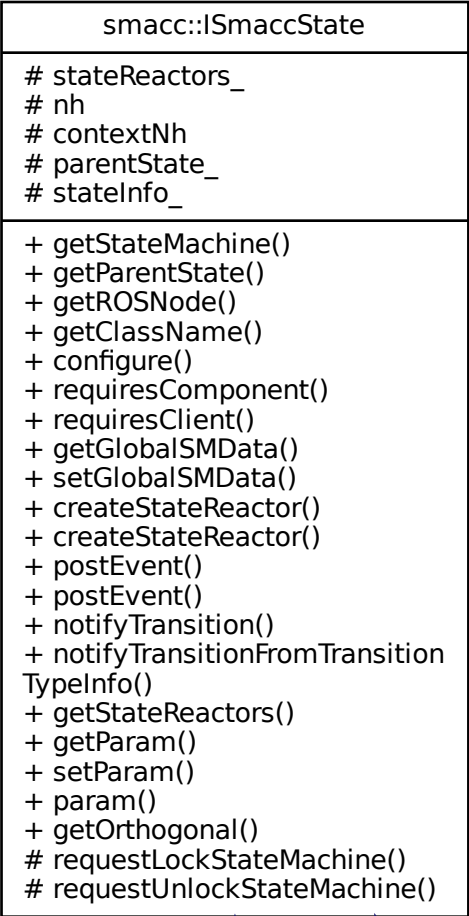 smacc::ISmaccState
# stateReactors_
# nh
# contextNh
# parentState_
# stateInfo_
+ getStateMachine()
+ getParentState()
+ getROSNode()
+ getClassName()
+ configure()
+ requiresComponent()
+ requiresClient()
+ getGlobalSMData()
+ setGlobalSMData()
+ createStateReactor()
+ createStateReactor()
+ postEvent()
+ postEvent()
+ notifyTransition()
+ notifyTransitionFromTransition
TypeInfo()
+ getStateReactors()
+ getParam()
+ setParam()
+ param()
+ getOrthogonal()
# requestLockStateMachine()
# requestUnlockStateMachine()